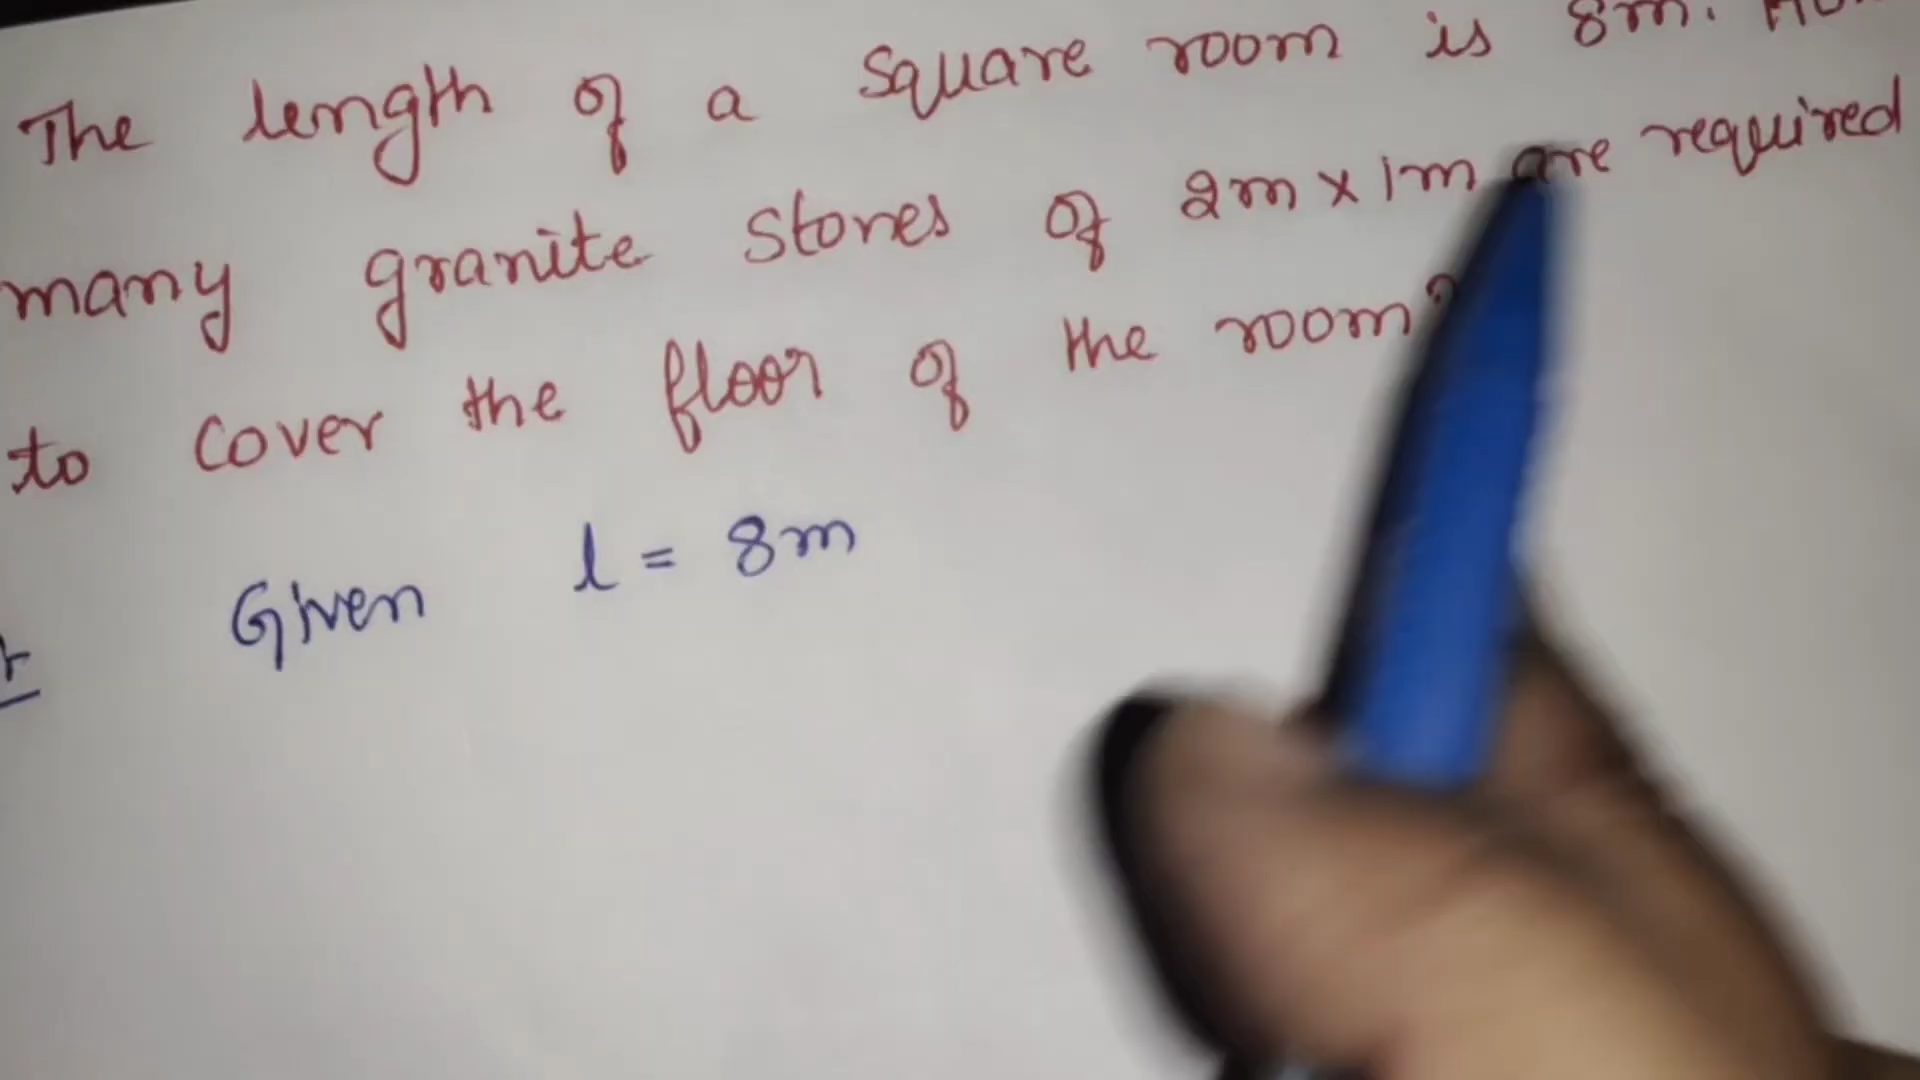 The length of a square room is 8m.
many granite stones of 2m × 1m are required
to cover the floor of the room?
Given l = 8m